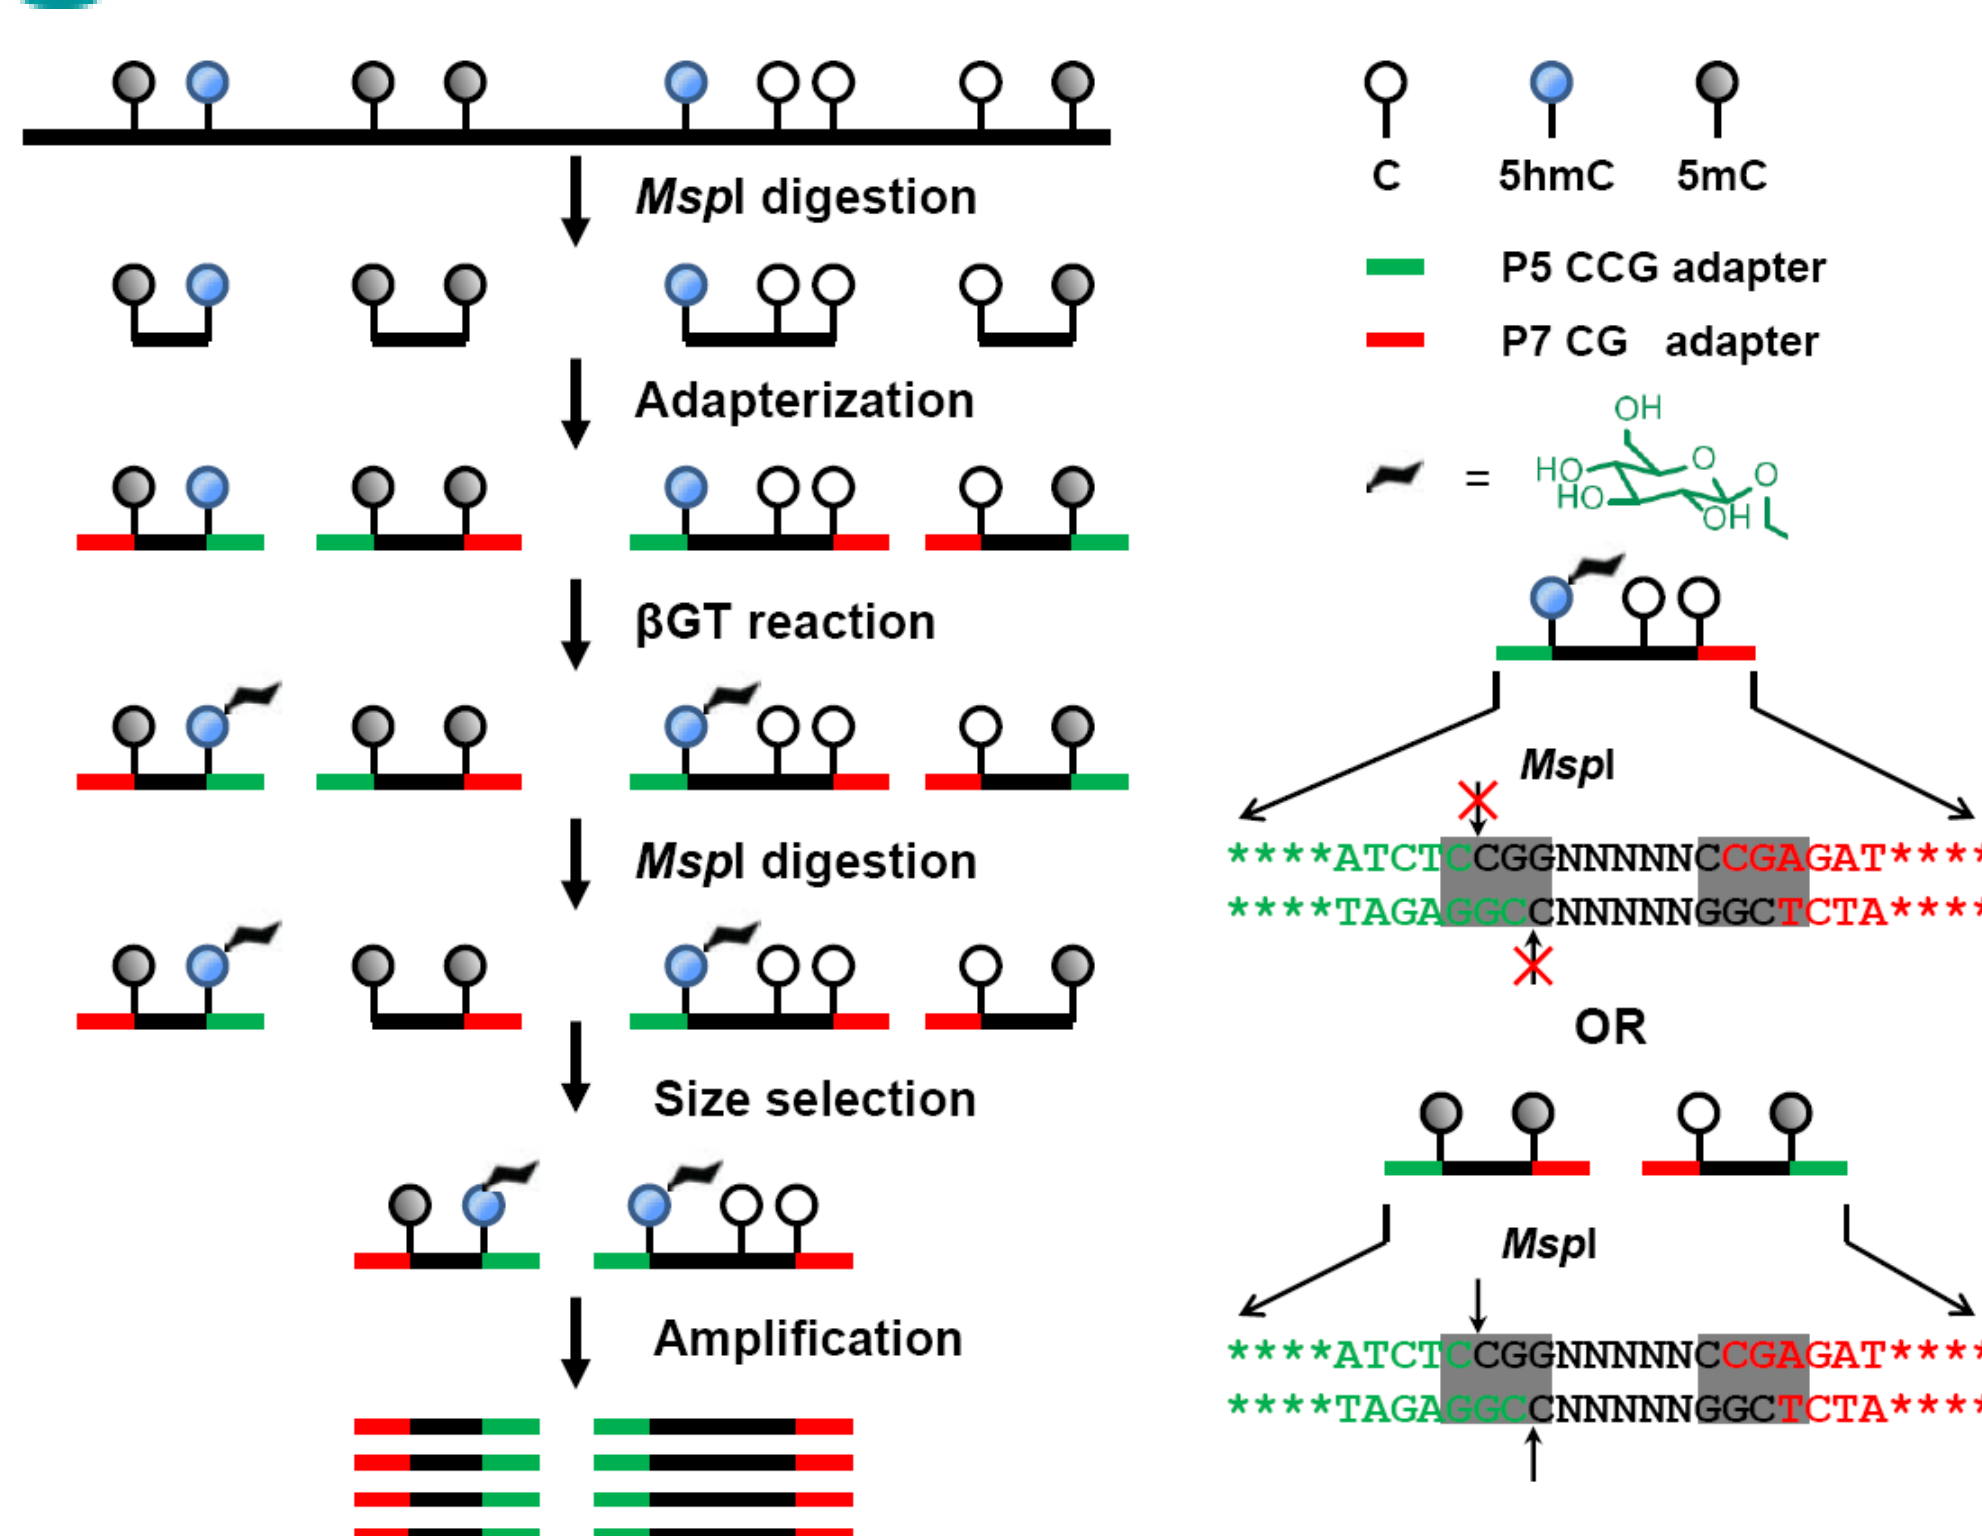 MspI digestion
Adapterization
βGT reaction
MspI digestion
Size selection
Amplification
C 5hmC 5mC
P5 CCG adapter
P7 CG adapter
=
OH
O
HO
O
HO
OH
MspI
****ATCTCCGGNNNNNCCGAGAT****
****TAGAGGCCNNNNNGGCTCTA****
OR
MspI
****ATCTCCGGNNNNNCCGAGAT****
****TAGAGGCCNNNNNGGCTCTA****